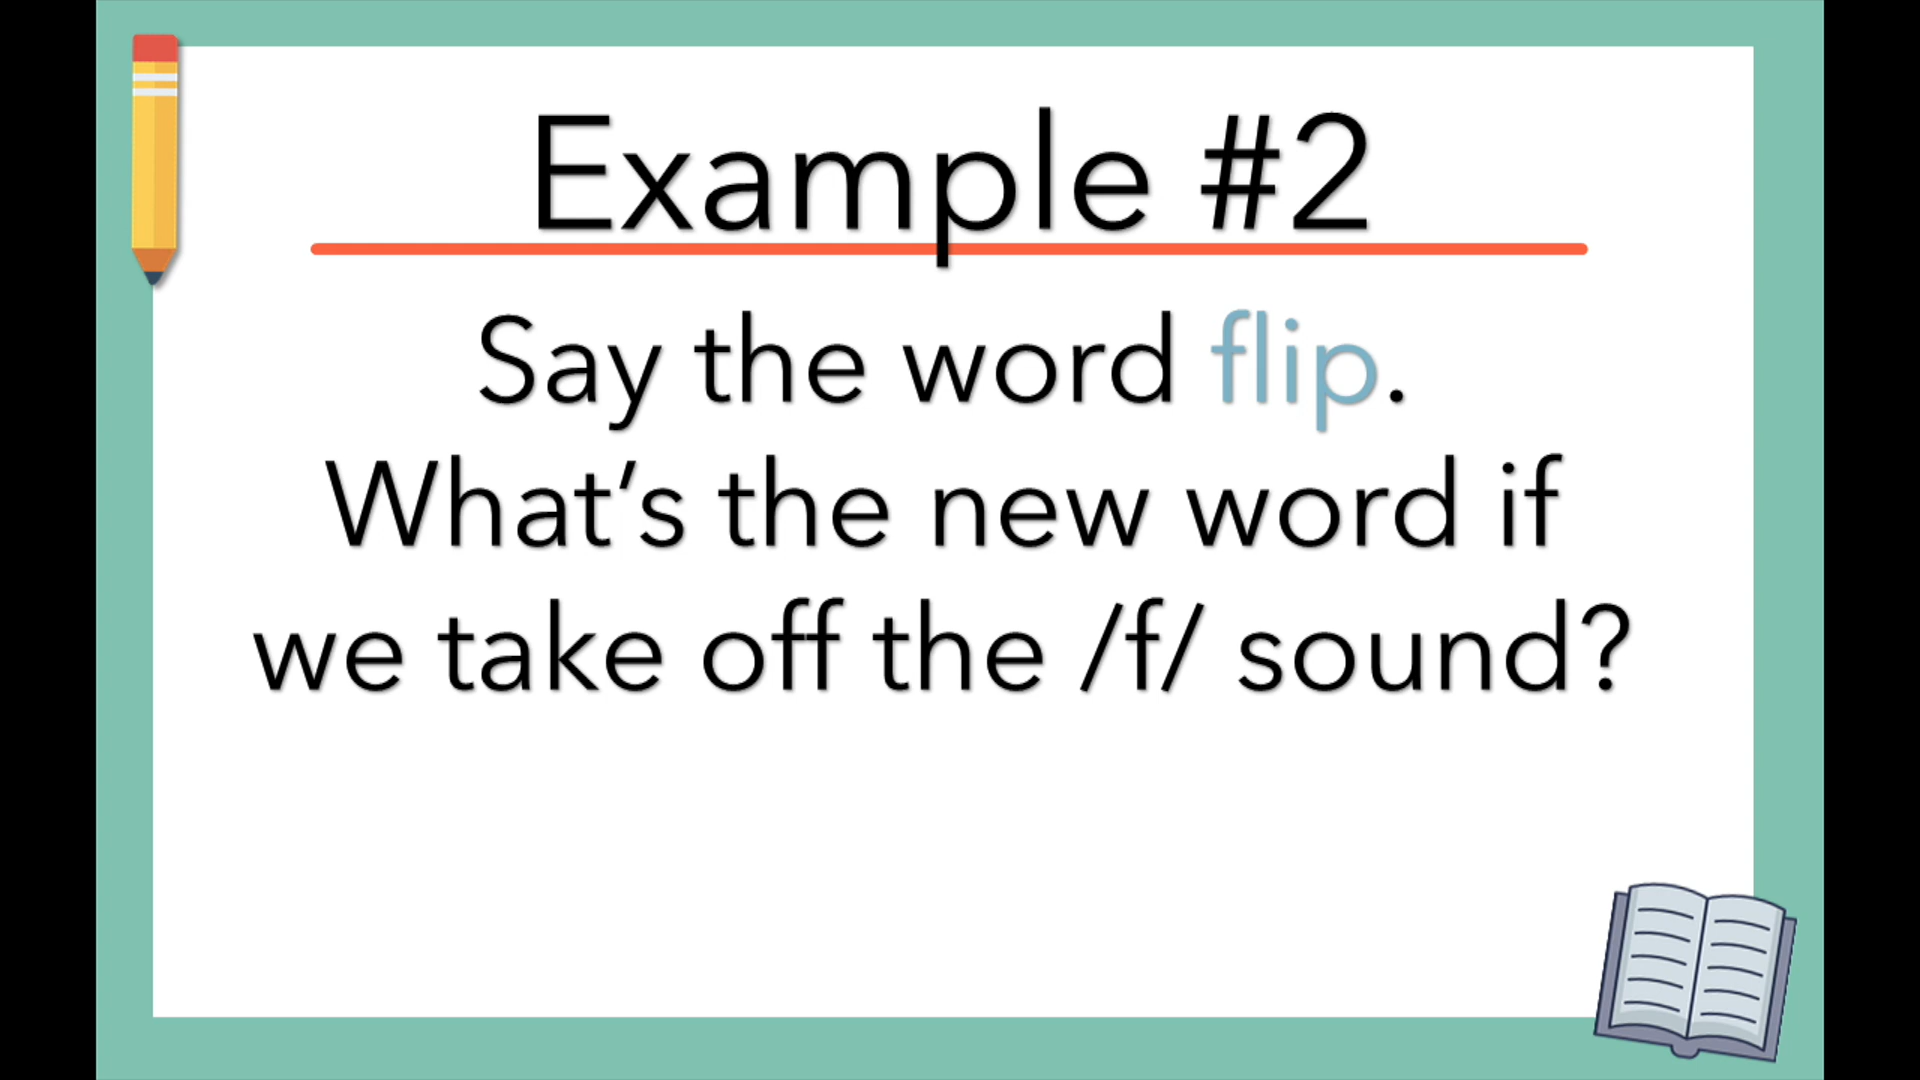 Example #2
Say the word flip.
What’s the new word if
we take off the /f/ sound?